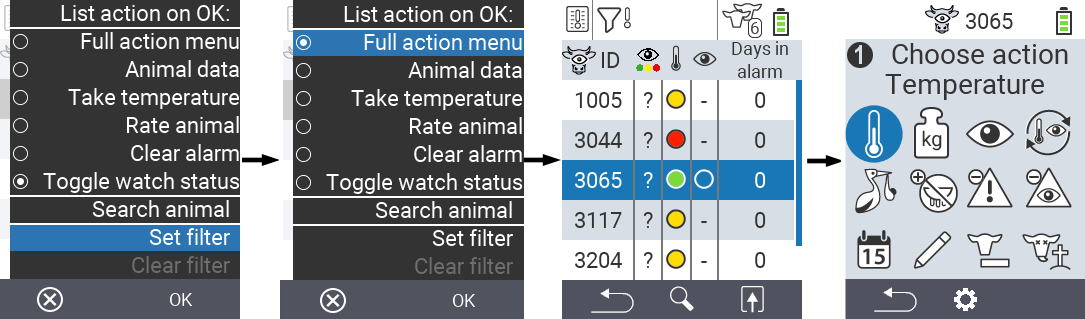 List action on OK:
Full action menu
Animal data
Take temperature
Rate animal
Clear alarm
Toggle watch status
Search animal
Set filter
Clear filter
OK
List action on OK:
Full action menu
Animal data
Take temperature
Rate animal
Clear alarm
Toggle watch status
Search animal
Set filter
Clear filter
OK
6
ID Days in
alarm
1005 ? - 0
3044 ? - 0
3065 ? 0
3117 ? - 0
3204 ? - 0
3065
1 Choose action
Temperature
kg
15